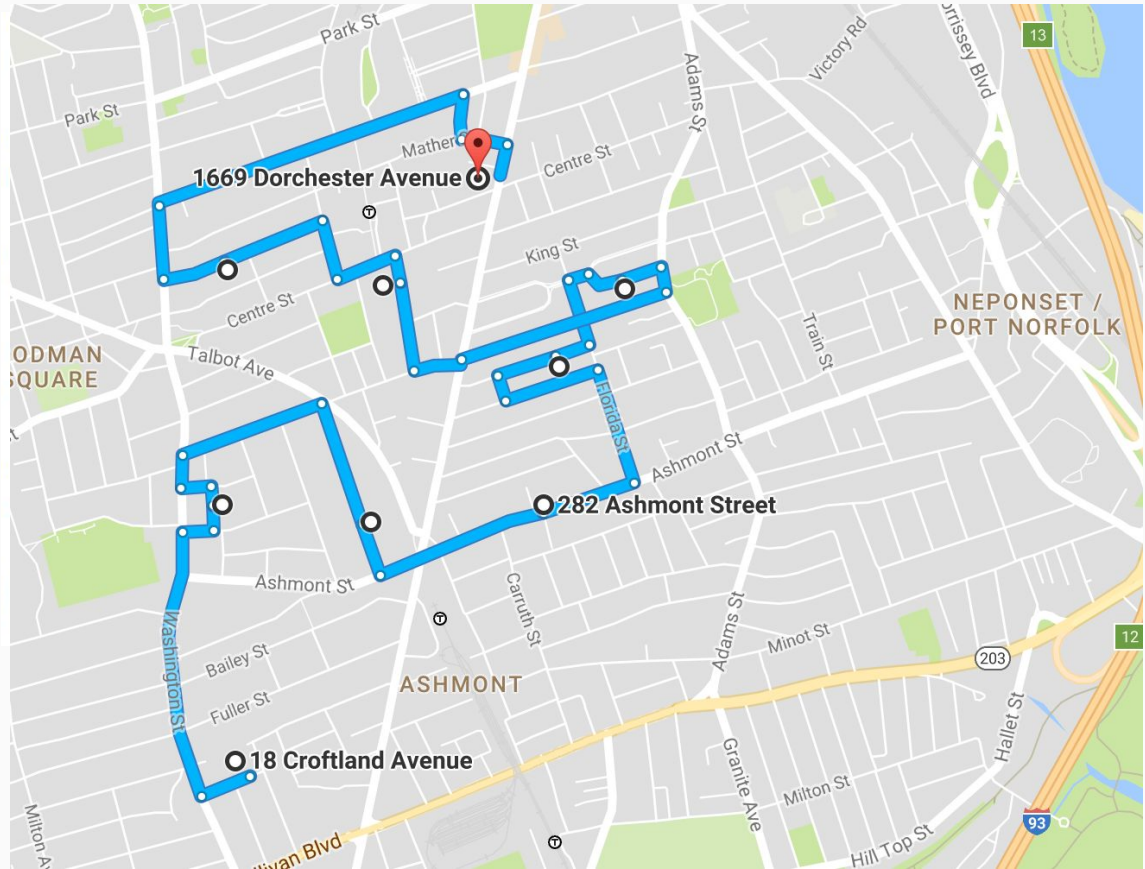 Park St
Park St
Adams St
Victory Rd
orrissey Blvd
13
Mather
Centre St
1669 Dorchester Avenue
T
King St
Centre St
NEPONSET /
PORT NORFOLK
Train St
ODMAN
SQUARE
Talbot Ave
Florida St
Ashmont St
282 Ashmont Street
Ashmont St
Carruth St
T
Washington St
Bailey St
Adams St
Minot St
12
203
ASHMONT
Fuller St
Hallet St
18 Croftland Avenue
Granite Ave
Milton St
93
Milton Av
llivan Blvd
T
Hill Top St